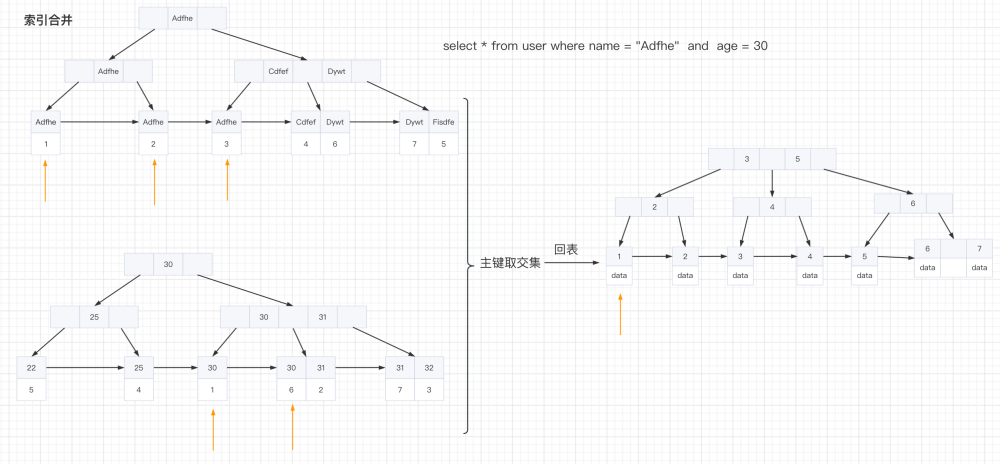 索引合并
select * from user where name = "Adfhe" and age = 30
Adfhe
Adfhe
Cdfef Dywt
Adfhe Adfhe Adfhe Cdfef Dywt Dywt Fisdfe
1 2 3 4 6 7 5
30
25 30 31
22 25 30 30 31 31 32
5 4 1 6 2 7 3
主键取交集
回表
3 5
2 4 6
1 2 3 4 5 6 7
data data data data data data data